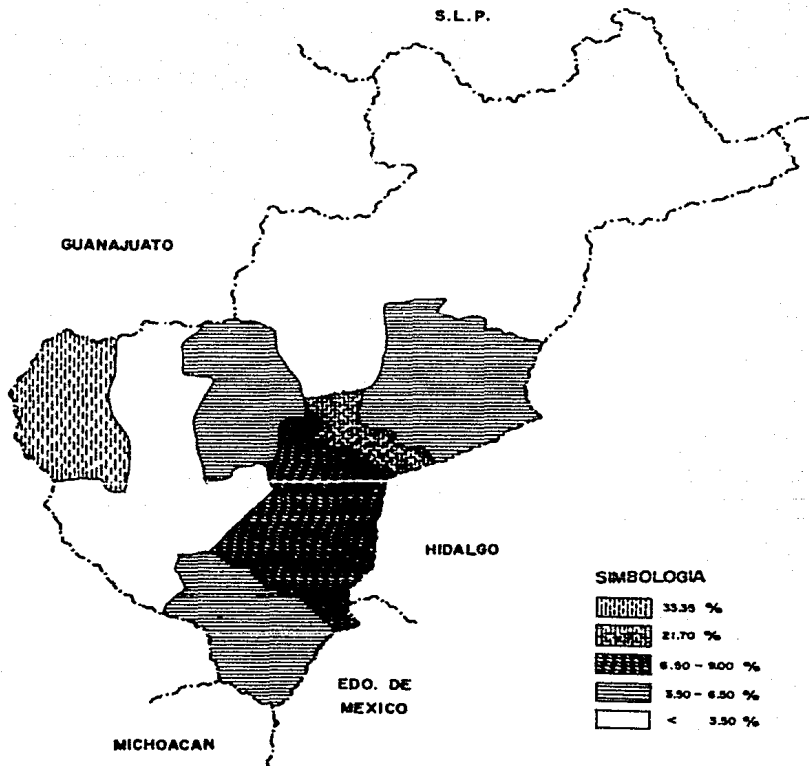 S.L.P.
GUANAJUATO
HIDALGO
SIMBOLOGIA
33.35 %
21.70 %
6.50 - 9.00 %
3.50 - 6.50 %
< 3.50 %
EDO. DE
MEXICO
MICHOACAN